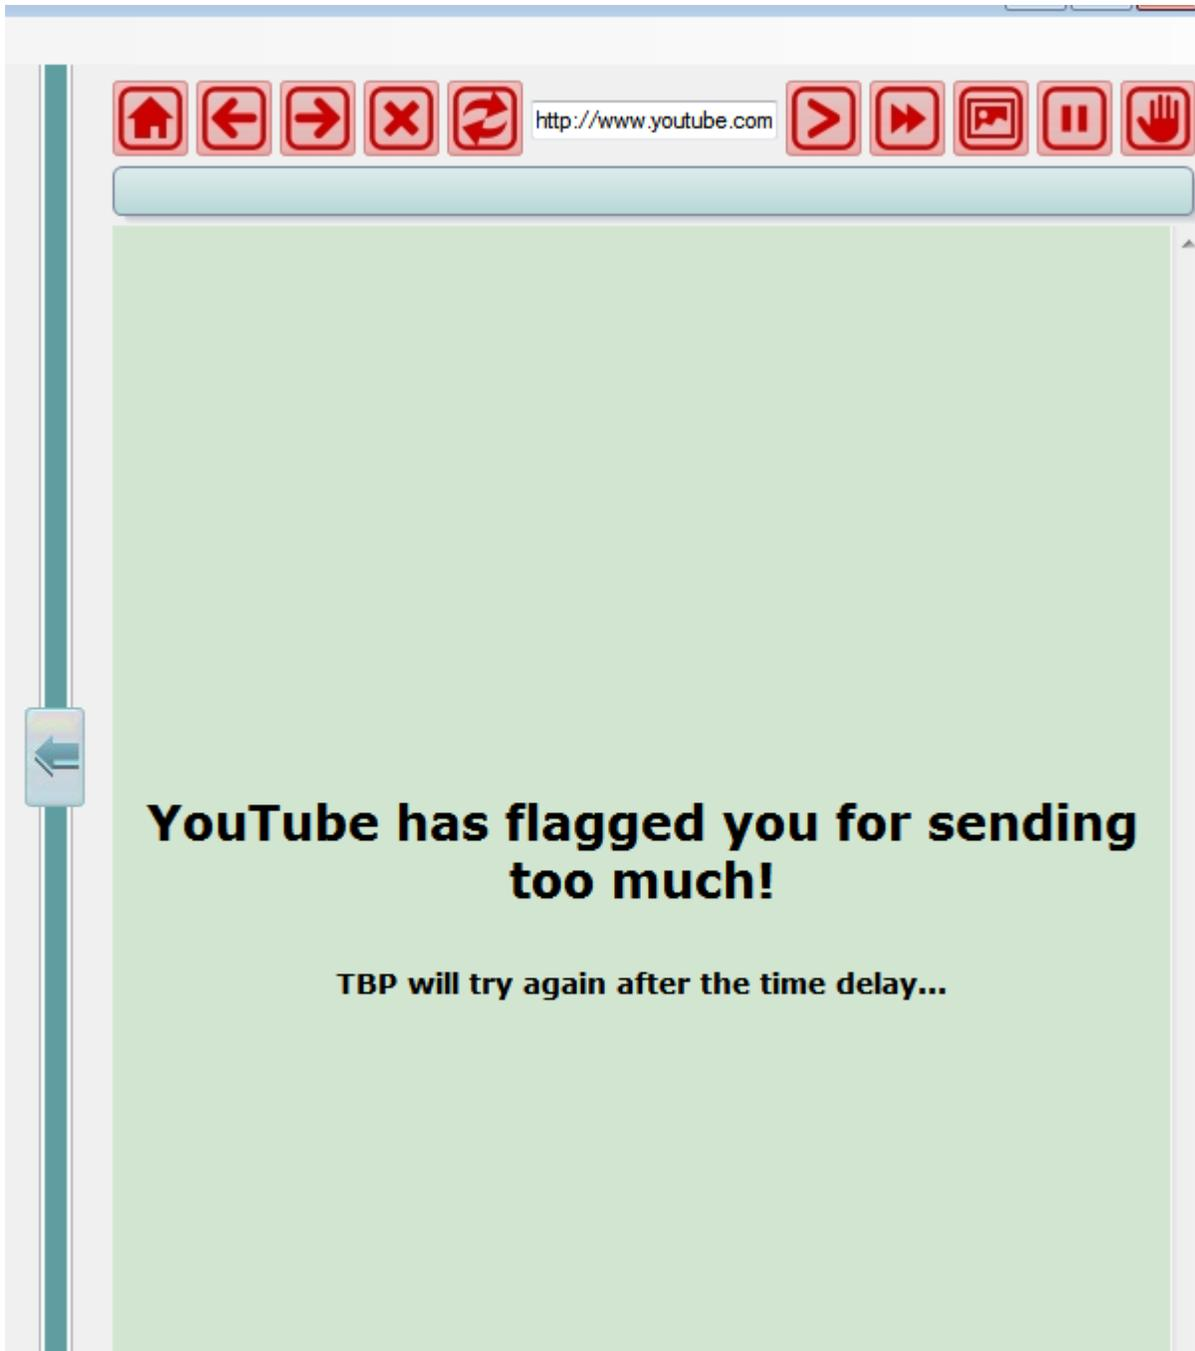 http://www.youtube.com
YouTube has flagged you for sending
too much!
TBP will try again after the time delay...